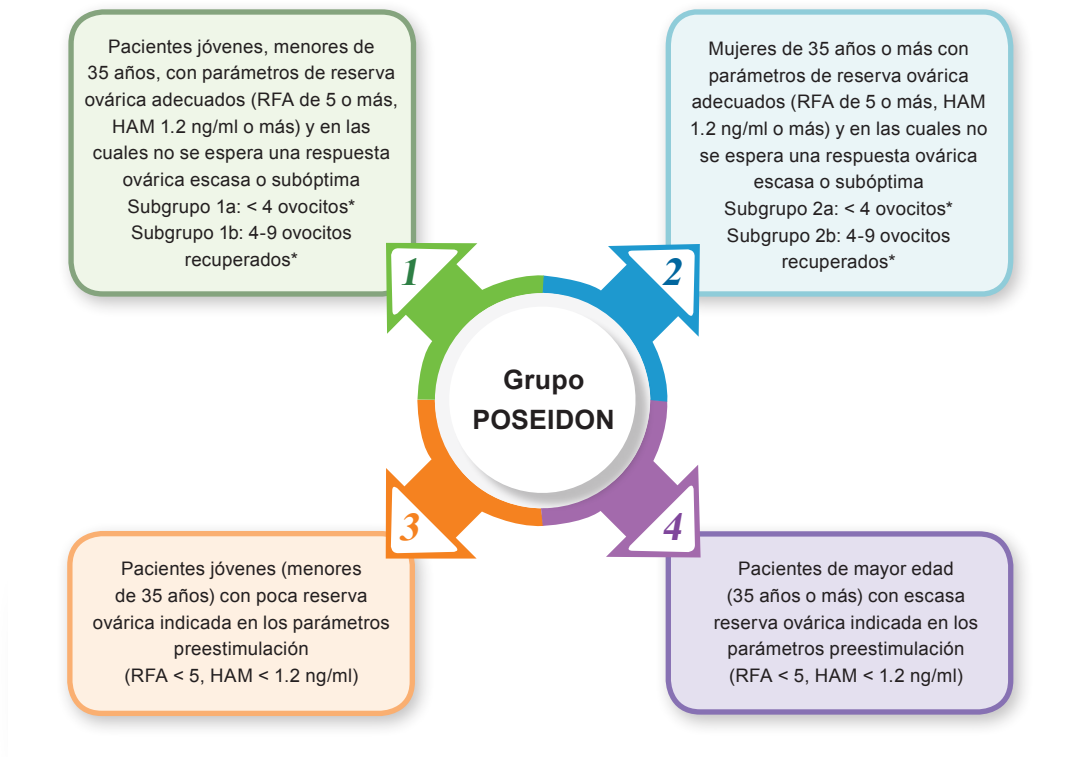 Pacientes jóvenes, menores de
35 años, con parámetros de reserva
ovárica adecuados (RFA de 5 o más,
HAM 1.2 ng/ml o más) y en las
cuales no se espera una respuesta
ovárica escasa o subóptima
Subgrupo 1a: < 4 ovocitos*
Subgrupo 1b: 4-9 ovocitos
recuperados*
1
Mujeres de 35 años o más con
parámetros de reserva ovárica
adecuados (RFA de 5 o más, HAM
1.2 ng/ml o más) y en las cuales no
se espera una respuesta ovárica
escasa o subóptima
Subgrupo 2a: < 4 ovocitos*
Subgrupo 2b: 4-9 ovocitos
recuperados*
2
Grupo
POSEIDON
3
Pacientes jóvenes (menores
de 35 años) con poca reserva
ovárica indicada en los parámetros
preestimulación
(RFA < 5, HAM < 1.2 ng/ml)
4
Pacientes de mayor edad
(35 años o más) con escasa
reserva ovárica indicada en los
parámetros preestimulación
(RFA < 5, HAM < 1.2 ng/ml)